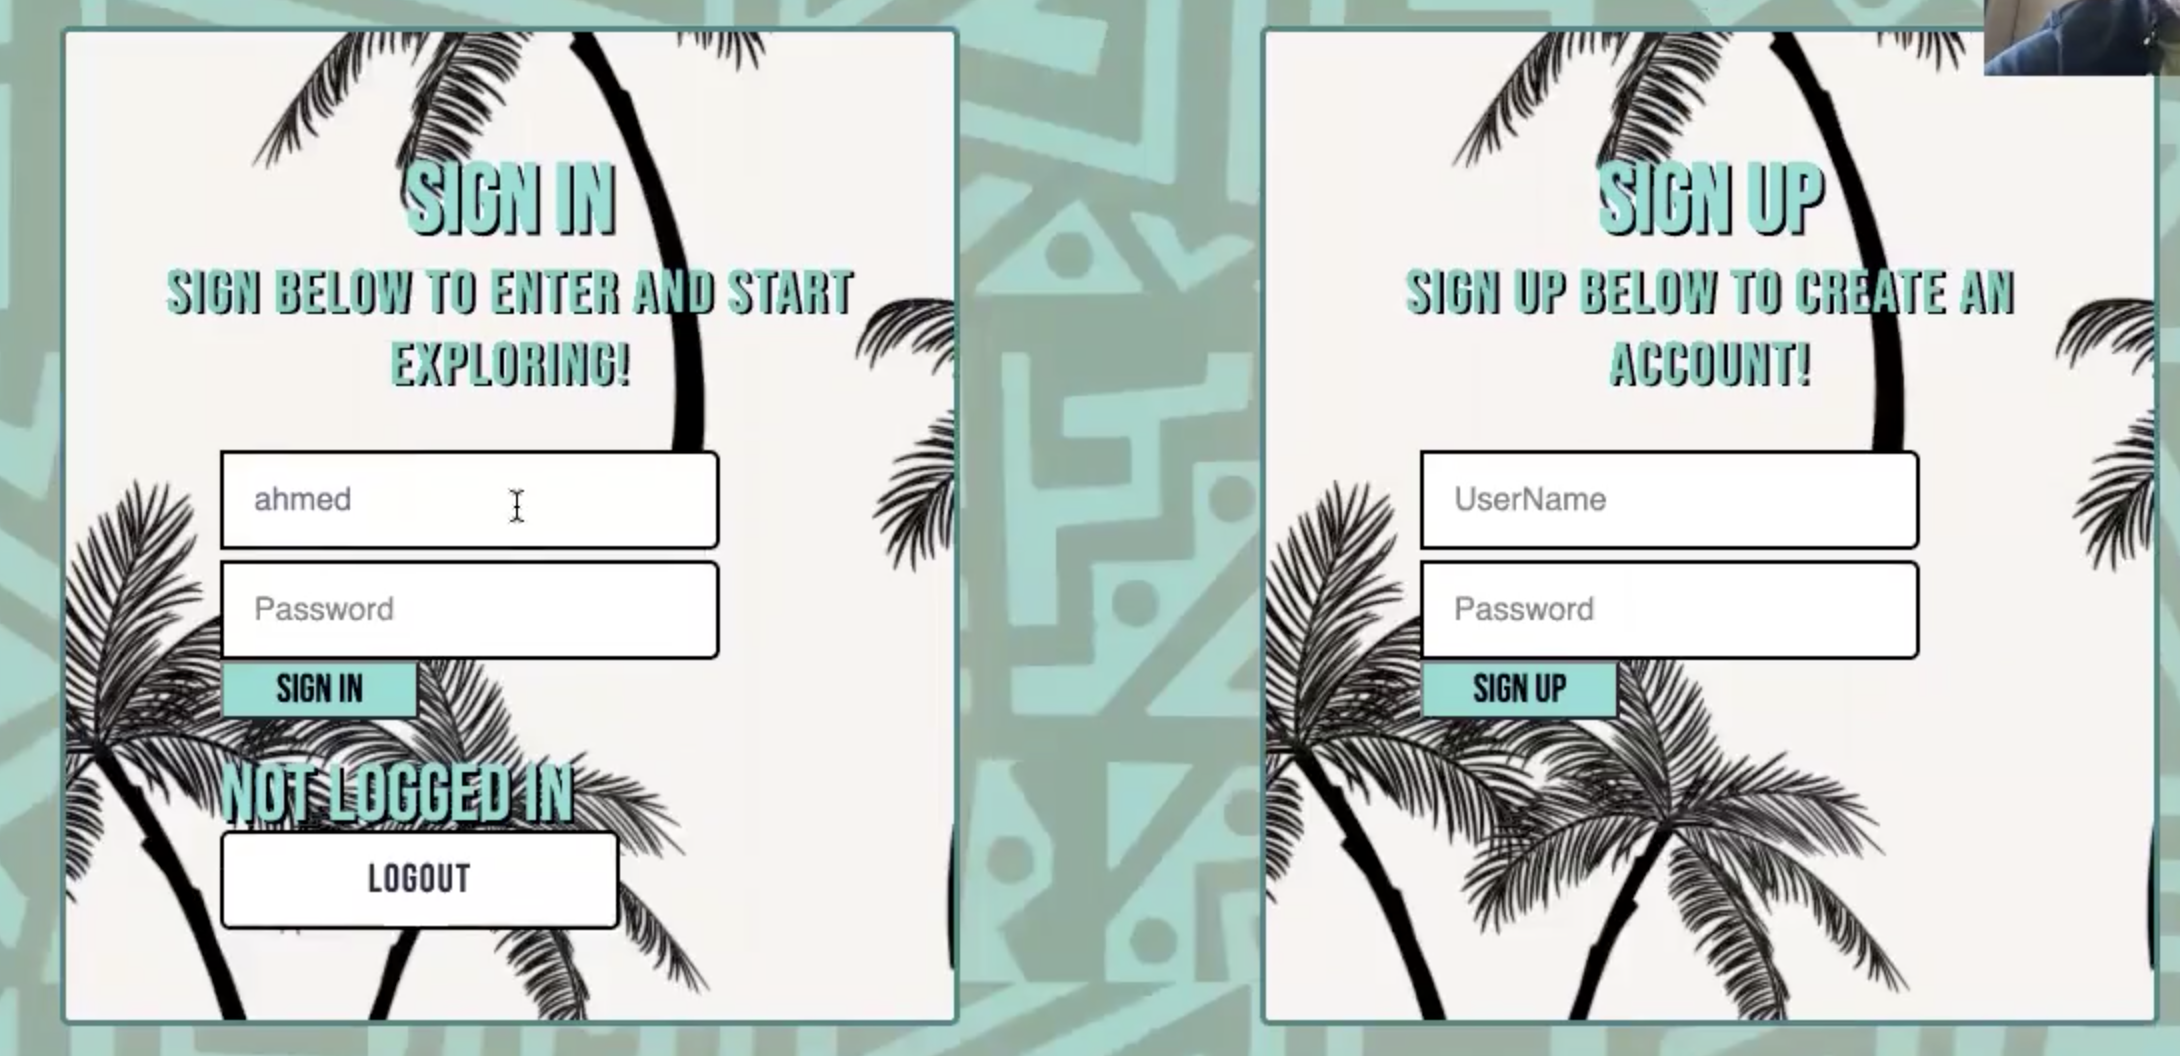 SIGN IN
SIGN BELOW TO ENTER AND START
EXPLORING!
ahmed
Password
SIGN IN
NOT LOGGED IN
LOGOUT
SIGN UP
SIGN UP BELOW TO CREATE AN
ACCOUNT!
UserName
Password
SIGN UP